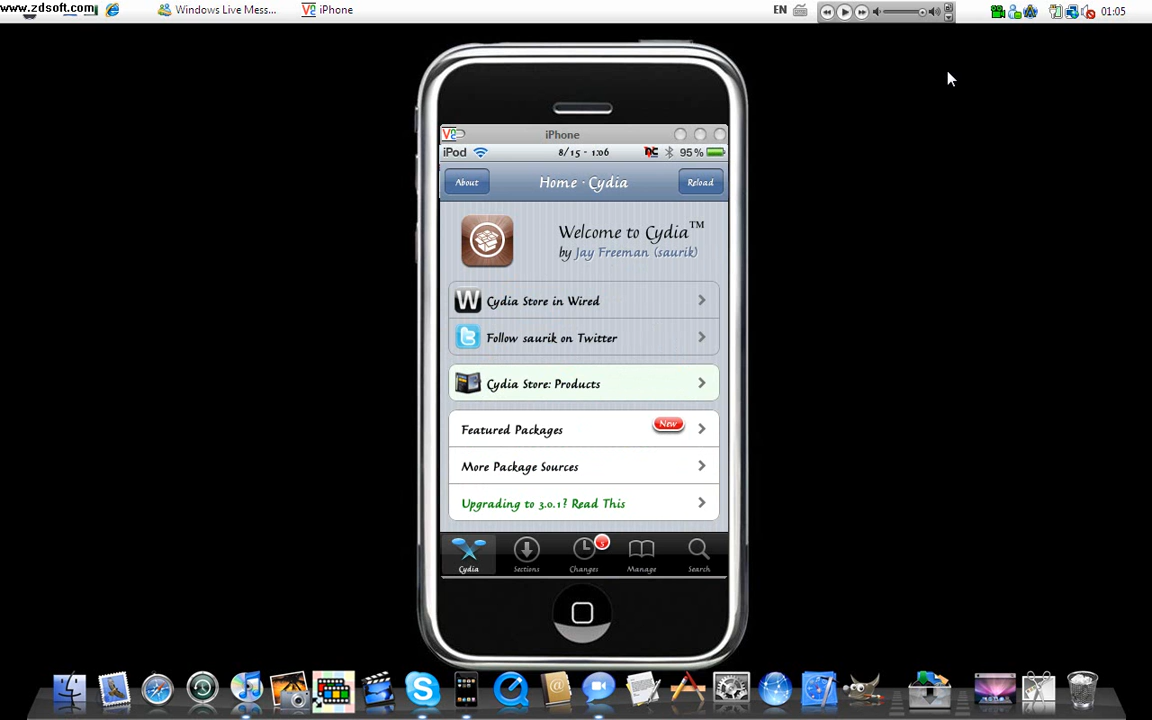 www.zdsoft.com
Windows Live Mess...
V2 iPhone
EN
01:05
V2 iPhone
iPod 8/15 - 1:06 95%
About
Home · Cydia
Reload
Welcome to Cydia™
by Jay Freeman (saurik)
W Cydia Store in Wired
Follow saurik on Twitter
Cydia Store: Products
Featured Packages New
More Package Sources
Upgrading to 3.0.1? Read This
Cydia Sections Changes Manage Search